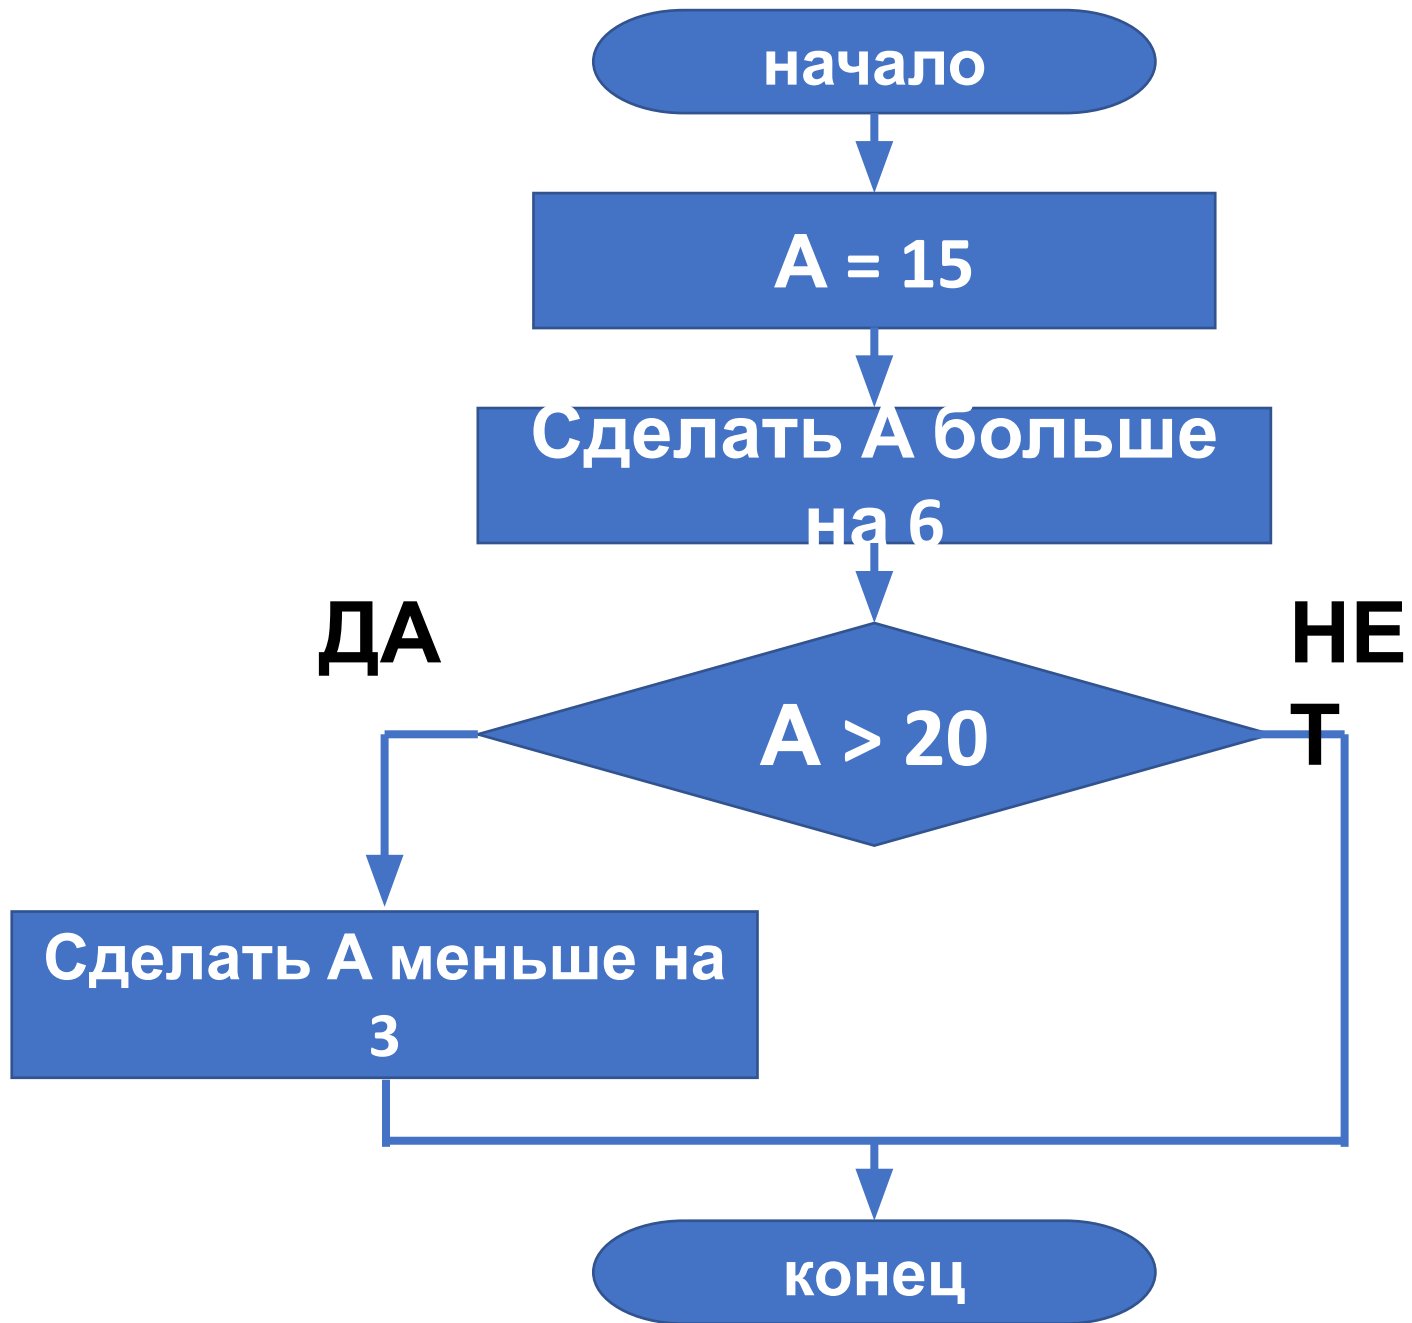 начало
А = 15
Сделать А больше
на 6
ДА
НЕ
Т
А > 20
Сделать А меньше на
3
конец